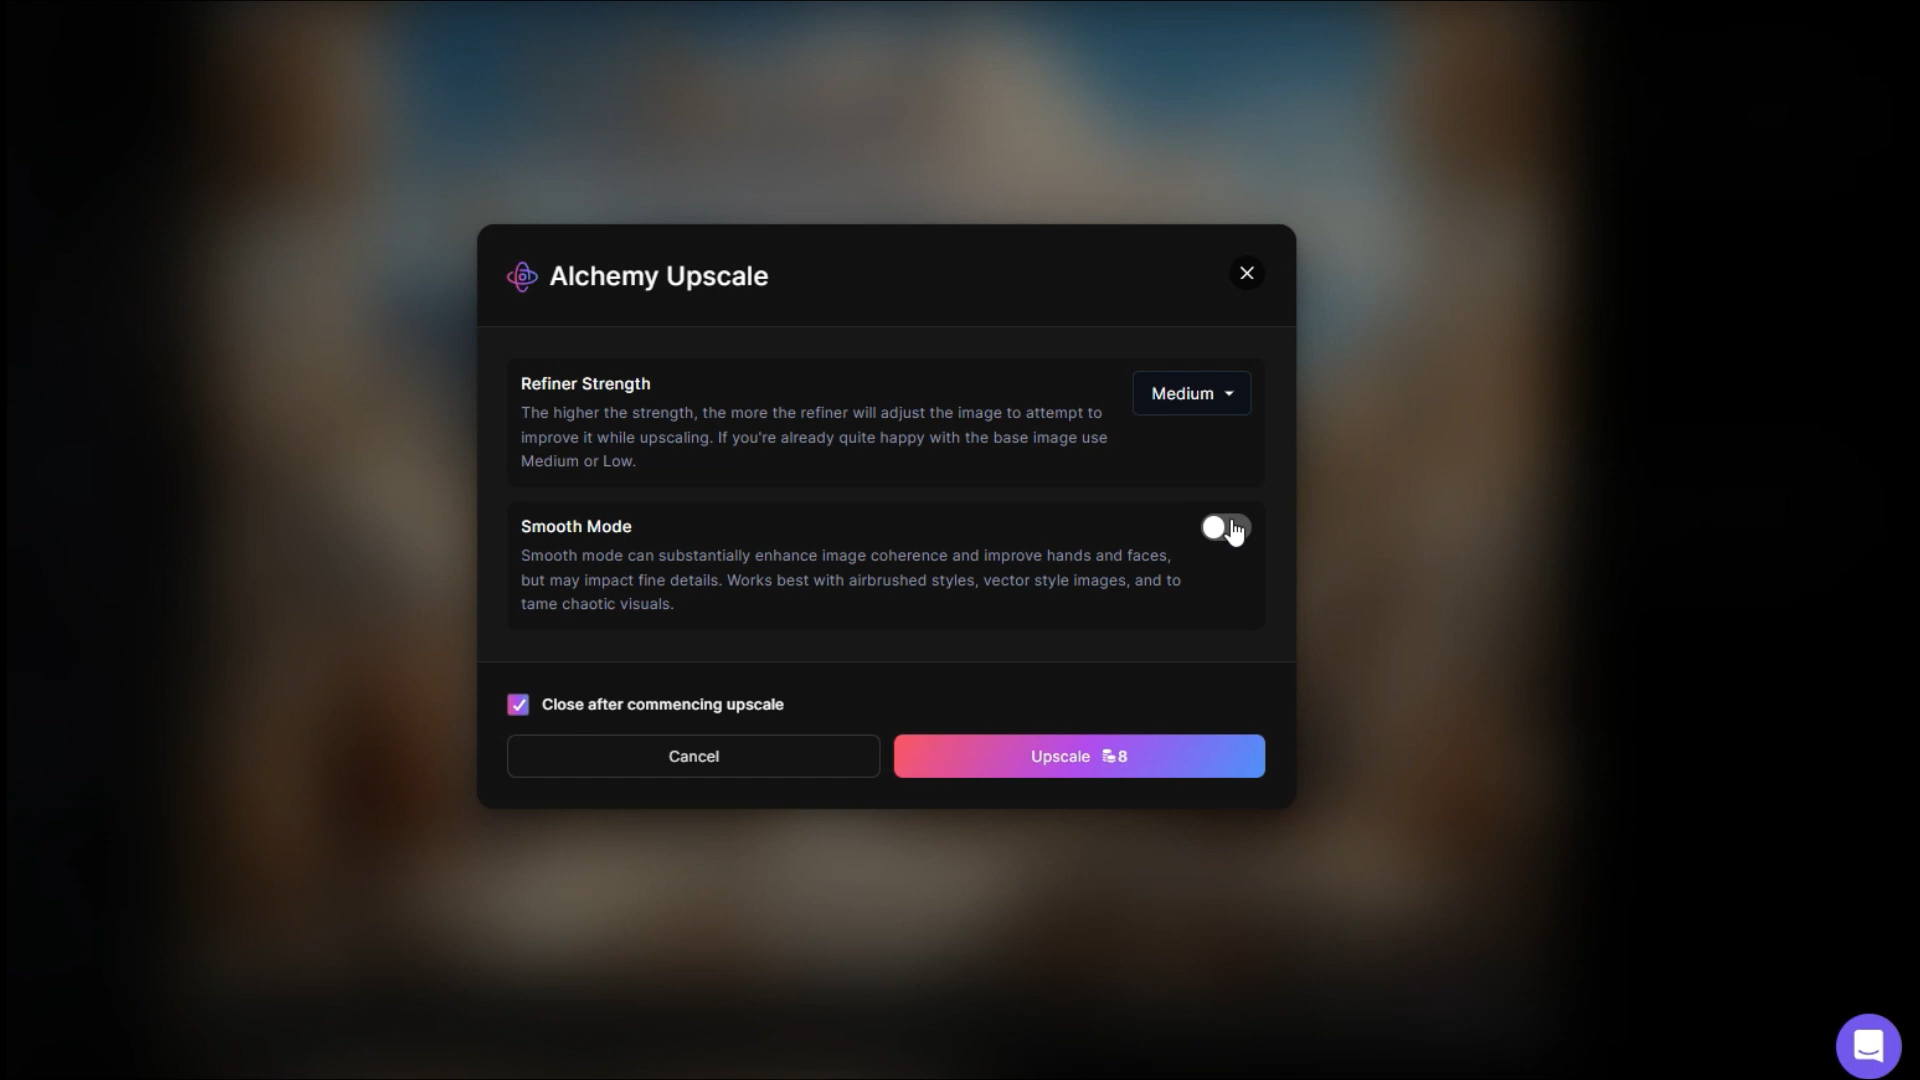 Alchemy Upscale
Refiner Strength
Medium
The higher the strength, the more the refiner will adjust the image to attempt to
improve it while upscaling. If you're already quite happy with the base image use
Medium or Low.
Smooth Mode
Smooth mode can substantially enhance image coherence and improve hands and faces,
but may impact fine details. Works best with airbrushed styles, vector style images, and to
tame chaotic visuals.
Close after commencing upscale
Cancel
Upscale 8